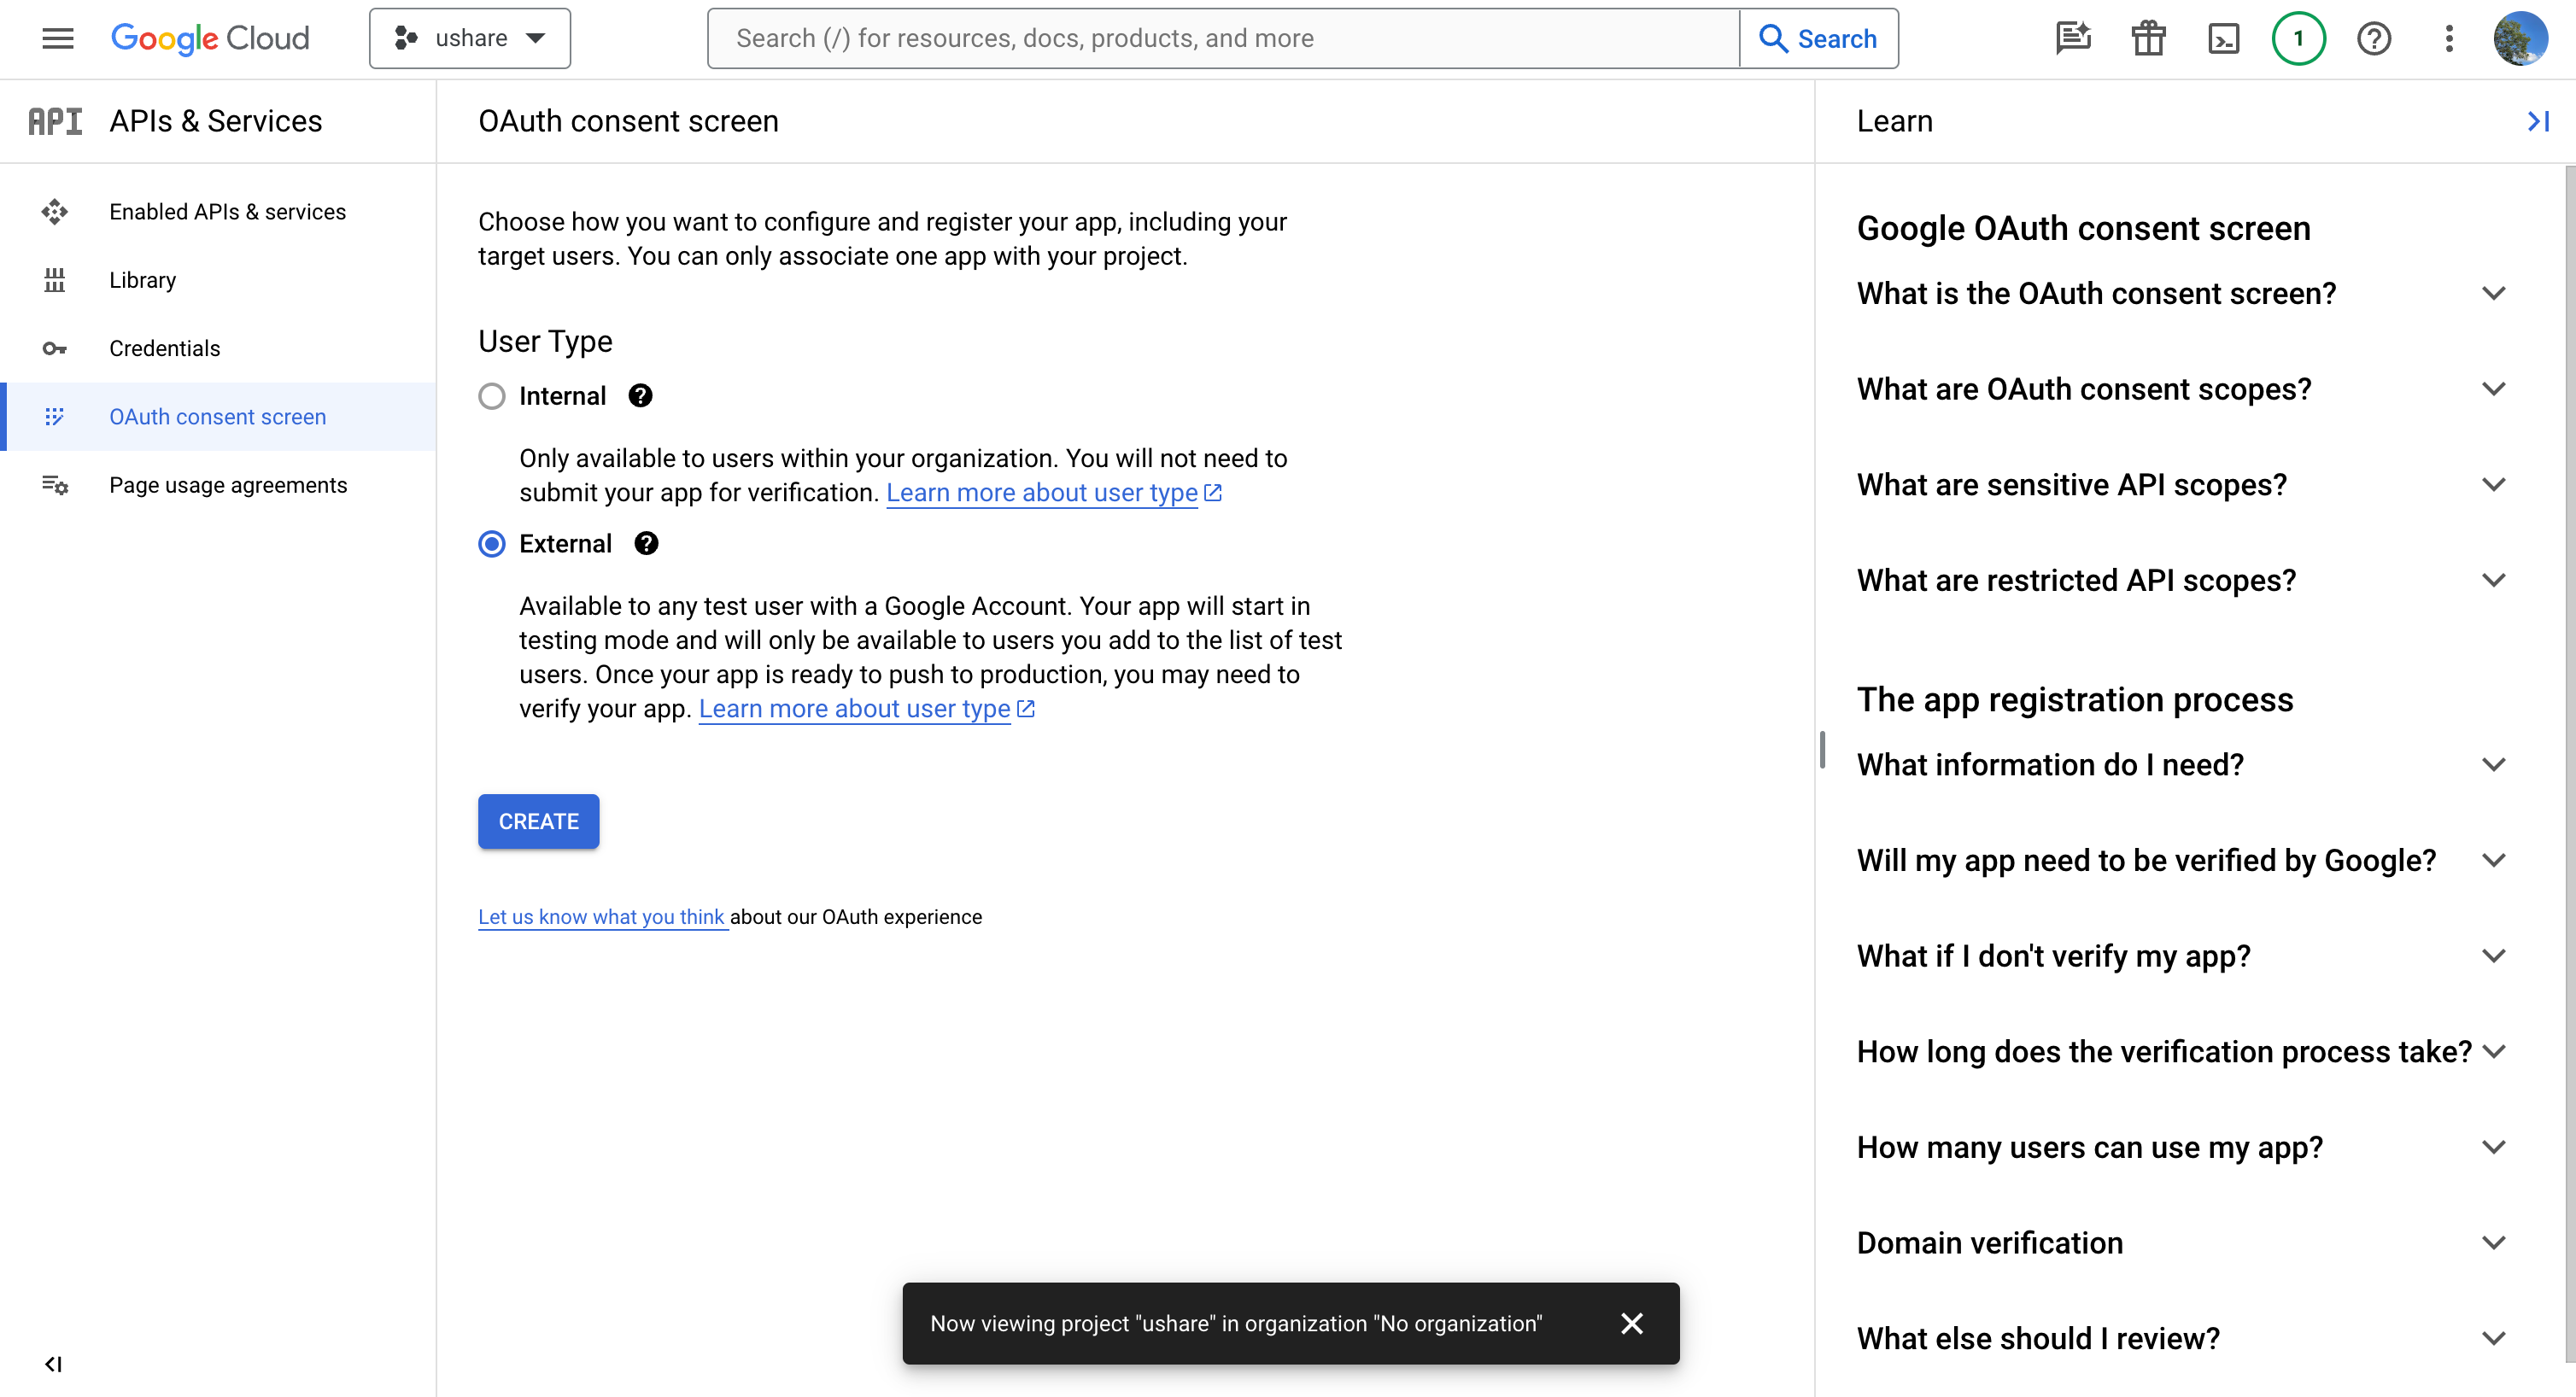 Google Cloud
ushare
Search (/) for resources, docs, products, and more
Search
1
API
APIs & Services
Enabled APIs & services
Library
Credentials
OAuth consent screen
Page usage agreements
OAuth consent screen
Choose how you want to configure and register your app, including your
target users. You can only associate one app with your project.
User Type
Internal
Only available to users within your organization. You will not need to
submit your app for verification. Learn more about user type
External
Available to any test user with a Google Account. Your app will start in
testing mode and will only be available to users you add to the list of test
users. Once your app is ready to push to production, you may need to
verify your app. Learn more about user type
CREATE
Let us know what you think about our OAuth experience
Learn
Google OAuth consent screen
What is the OAuth consent screen?
What are OAuth consent scopes?
What are sensitive API scopes?
What are restricted API scopes?
The app registration process
What information do I need?
Will my app need to be verified by Google?
What if I don't verify my app?
How long does the verification process take?
How many users can use my app?
Domain verification
What else should I review?
Now viewing project "ushare" in organization "No organization"